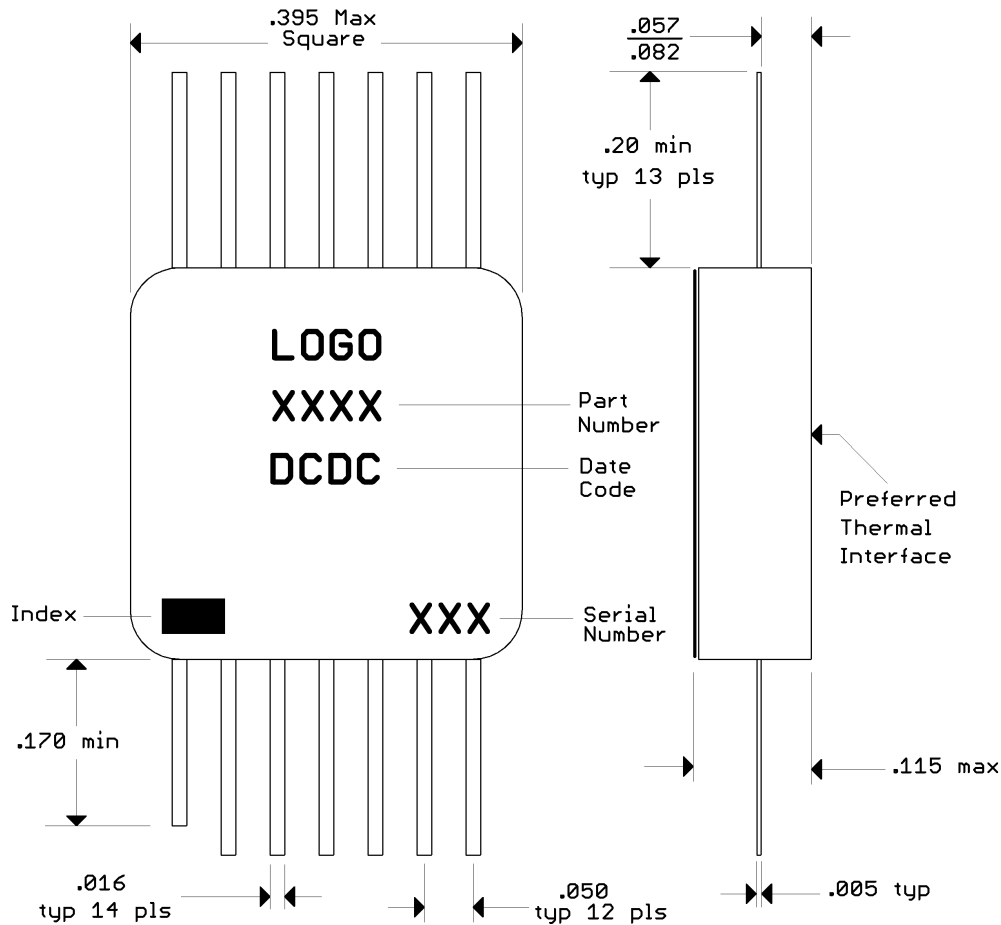 .395 Max
Square
.057
.082
.20 min
typ 13 pls
LOGO
XXXX
Part
Number
DCDC
Date
Code
Preferred
Thermal
Interface
Index
XXX
Serial
Number
.170 min
.115 max
.016
typ 14 pls
.050
typ 12 pls
.005 typ